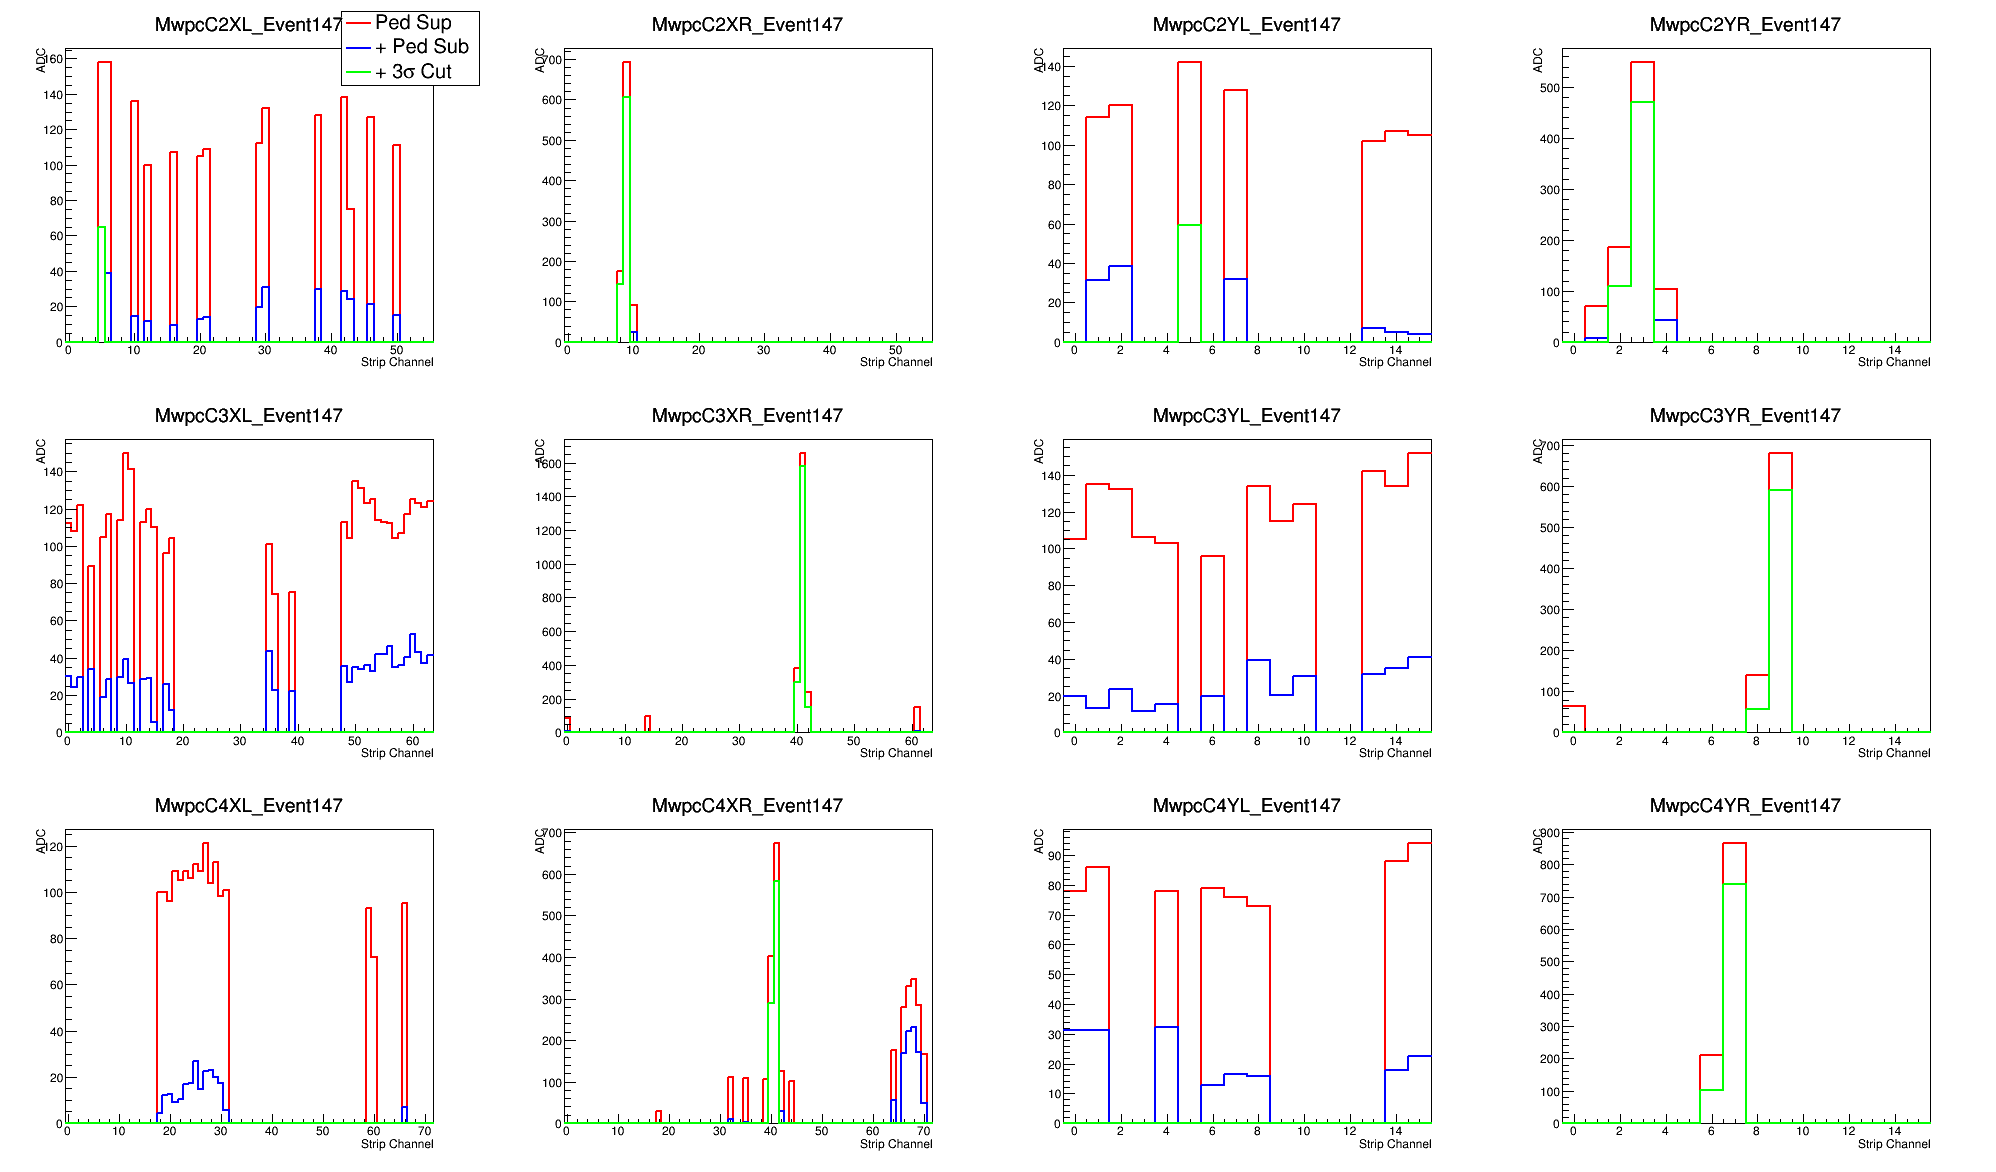 MwpcC2XL_Event147
Ped Sup
+ Ped Sub
+ 3σ Cut
ADC
160
140
120
100
80
60
40
20
0
0 10 20 30 40 50
Strip Channel
MwpcC2XR_Event147
ADC
700
600
500
400
300
200
100
0
0 10 20 30 40 50
Strip Channel
MwpcC2YL_Event147
ADC
140
120
100
80
60
40
20
0
0 2 4 6 8 10 12 14
Strip Channel
MwpcC2YR_Event147
ADC
500
400
300
200
100
0
0 2 4 6 8 10 12 14
Strip Channel
MwpcC3XL_Event147
ADC
140
120
100
80
60
40
20
0
0 10 20 30 40 50 60
Strip Channel
MwpcC3XR_Event147
ADC
1600
1400
1200
1000
800
600
400
200
0
0 10 20 30 40 50 60
Strip Channel
MwpcC3YL_Event147
ADC
140
120
100
80
60
40
20
0
0 2 4 6 8 10 12 14
Strip Channel
MwpcC3YR_Event147
ADC
700
600
500
400
300
200
100
0
0 2 4 6 8 10 12 14
Strip Channel
MwpcC4XL_Event147
ADC
120
100
80
60
40
20
0
0 10 20 30 40 50 60 70
Strip Channel
MwpcC4XR_Event147
ADC
700
600
500
400
300
200
100
0
0 10 20 30 40 50 60 70
Strip Channel
MwpcC4YL_Event147
ADC
90
80
70
60
50
40
30
20
10
0
0 2 4 6 8 10 12 14
Strip Channel
MwpcC4YR_Event147
ADC
900
800
700
600
500
400
300
200
100
0
0 2 4 6 8 10 12 14
Strip Channel